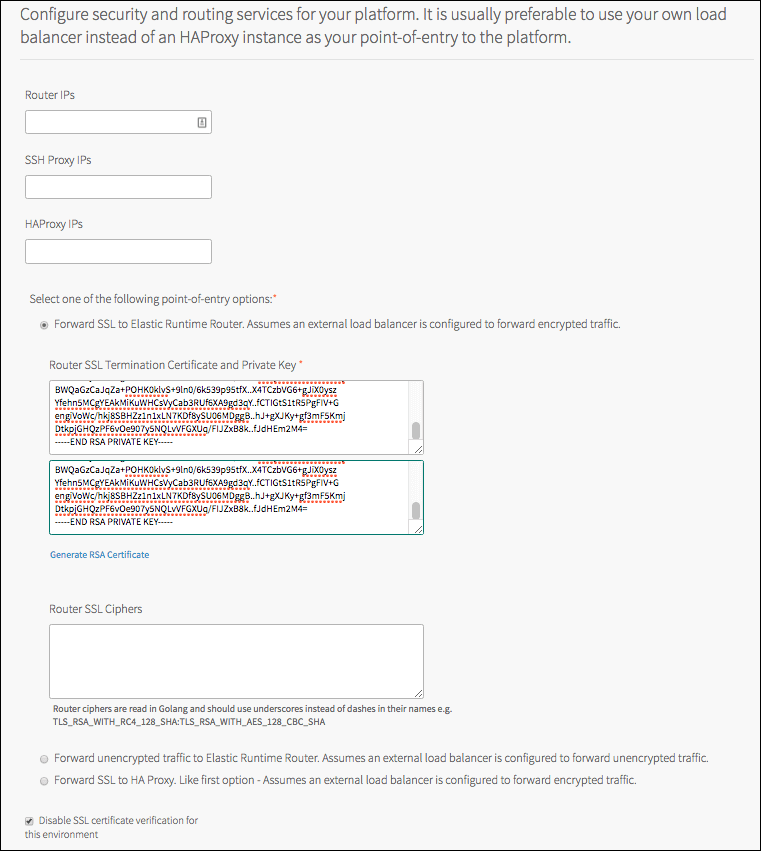 Configure security and routing services for your platform. It is usually preferable to use your own load
balancer instead of an HAProxy instance as your point-of-entry to the platform.
Router IPs
SSH Proxy IPs
HAProxy IPs
Select one of the following point-of-entry options:*
Forward SSL to Elastic Runtime Router. Assumes an external load balancer is configured to forward encrypted traffic.
Router SSL Termination Certificate and Private Key *
BWQaGzCaJqZa+POHK0klvS+9ln0/6k539p95tfX..X4TCzbVG6+gJiX0ysz
Yfehn5MCgYEAkMiKuWHCsVyCab3RUf6XA9gd3qY..fCTIGtS1tR5PgFIV+G
engjVoWc/hkj8SBHZz1n1xLN7KDf8ySU06MDggB..hJ+gXJKy+gf3mF5Kmj
DtkpjGHQzPF6vOe907y5NQLvVFGXUq/FIJZxB8k..fJdHEm2M4=
-----END RSA PRIVATE KEY-----
BWQaGzCaJqZa+POHK0klvS+9ln0/6k539p95tfX..X4TCzbVG6+gJiX0ysz
Yfehn5MCgYEAkMiKuWHCsVyCab3RUf6XA9gd3qY..fCTIGtS1tR5PgFIV+G
engjVoWc/hkj8SBHZz1n1xLN7KDf8ySU06MDggB..hJ+gXJKy+gf3mF5Kmj
DtkpjGHQzPF6vOe907y5NQLvVFGXUq/FIJZxB8k..fJdHEm2M4=
-----END RSA PRIVATE KEY-----
Generate RSA Certificate
Router SSL Ciphers
Router ciphers are read in Golang and should use underscores instead of dashes in their names e.g.
TLS_RSA_WITH_RC4_128_SHA:TLS_RSA_WITH_AES_128_CBC_SHA
Forward unencrypted traffic to Elastic Runtime Router. Assumes an external load balancer is configured to forward unencrypted traffic.
Forward SSL to HA Proxy. Like first option - Assumes an external load balancer is configured to forward encrypted traffic.
Disable SSL certificate verification for
this environment